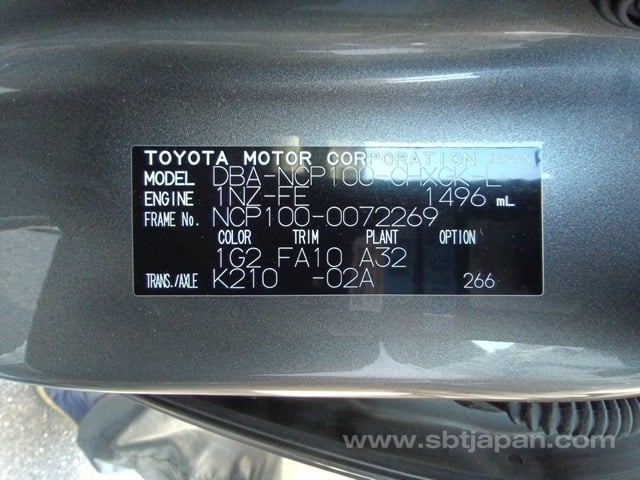 TOYOTA MOTOR CORPORATION JAPAN
MODEL DBA-NCP100-CHXGK-L
ENGINE 1NZ-FE 1496 mL
FRAME No. NCP100-0072269
COLOR TRIM PLANT OPTION
1G2 FA10 A32
TRANS./AXLE K210 -02A 266
www.sbtjapan.com